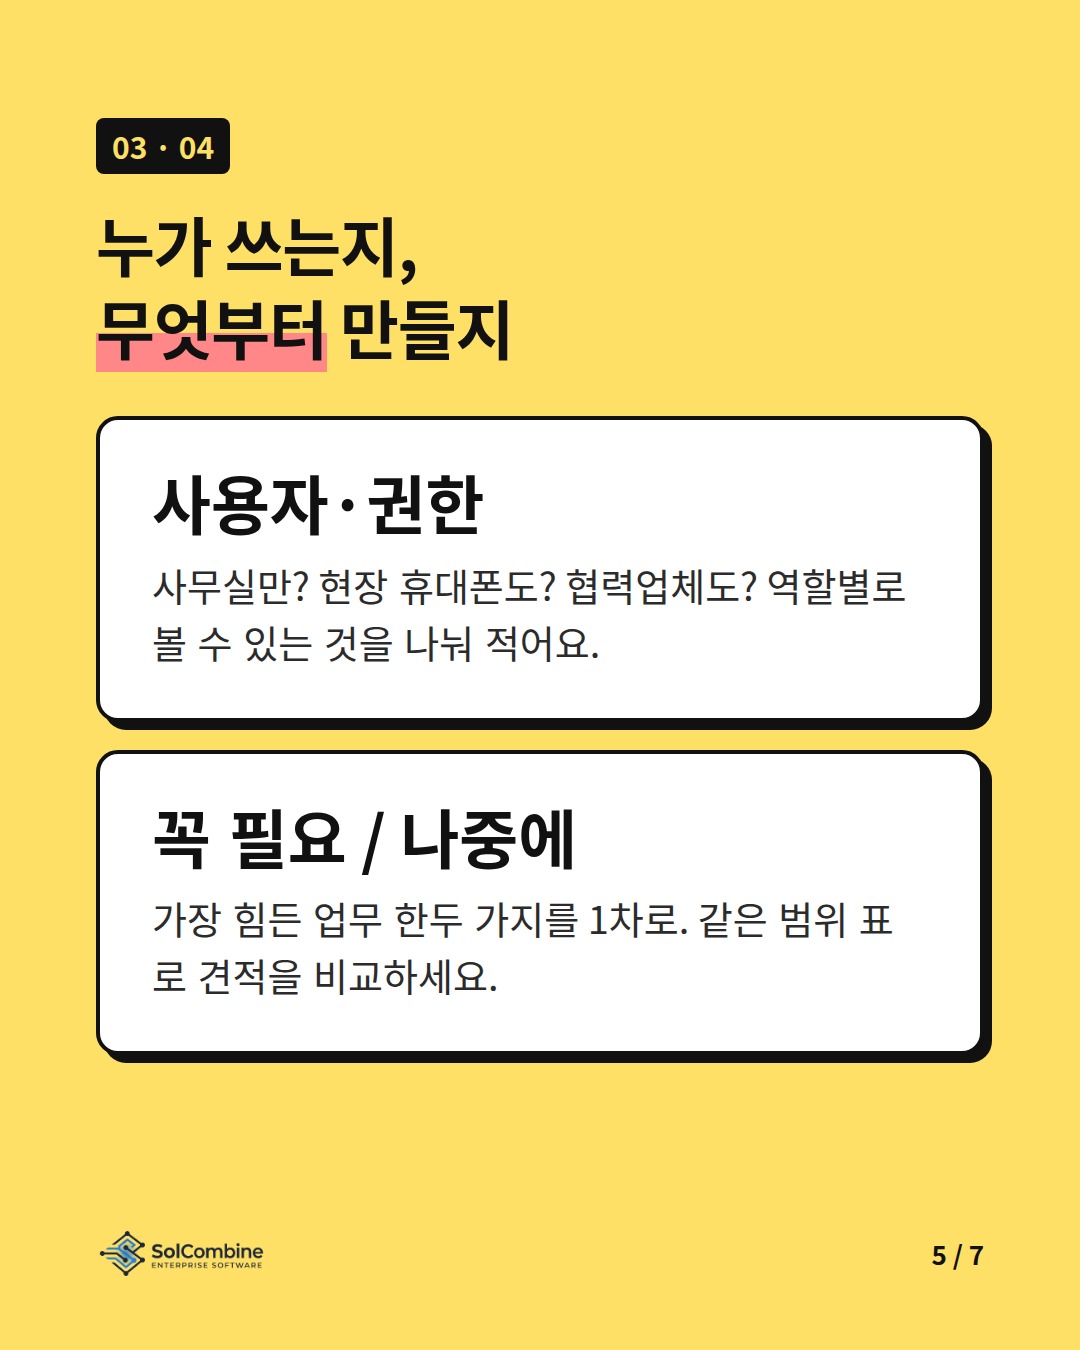 03 · 04
누가 쓰는지,
무엇부터 만들지
사용자·권한
사무실만? 현장 휴대폰도? 협력업체도? 역할별로
볼 수 있는 것을 나눠 적어요.
꼭 필요 / 나중에
가장 힘든 업무 한두 가지를 1차로. 같은 범위 표
로 견적을 비교하세요.
SolCombine
ENTERPRISE SOFTWARE
5 / 7